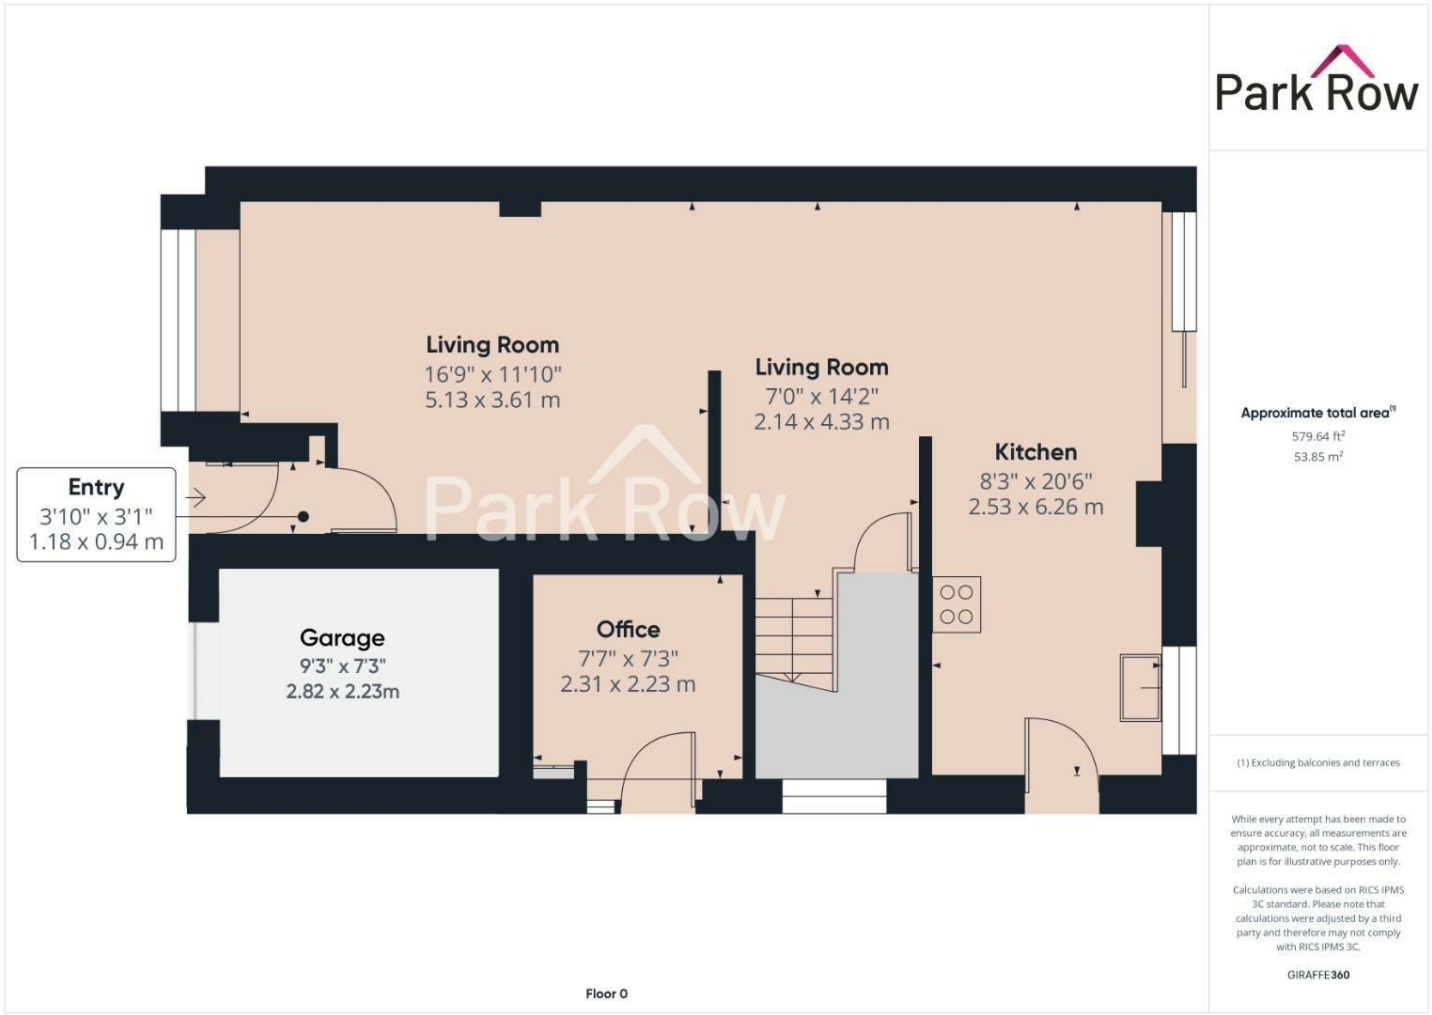 Park Row
Living Room
16'9" x 11'10"
5.13 x 3.61 m
Living Room
7'0" x 14'2"
2.14 x 4.33 m
Kitchen
8'3" x 20'6"
2.53 x 6.26 m
Entry
3'10" x 3'1"
1.18 x 0.94 m
Park Row
Garage
9'3" x 7'3"
2.82 x 2.23m
Office
7'7" x 7'3"
2.31 x 2.23 m
Floor 0
Approximate total area(1)
579.64 ft²
53.85 m²
(1) Excluding balconies and terraces
While every attempt has been made to
ensure accuracy, all measurements are
approximate, not to scale. This floor
plan is for illustrative purposes only.
Calculations were based on RICS IPMS
3C standard. Please note that
calculations were adjusted by a third
party and therefore may not comply
with RICS IPMS 3C.
GIRAFFE360